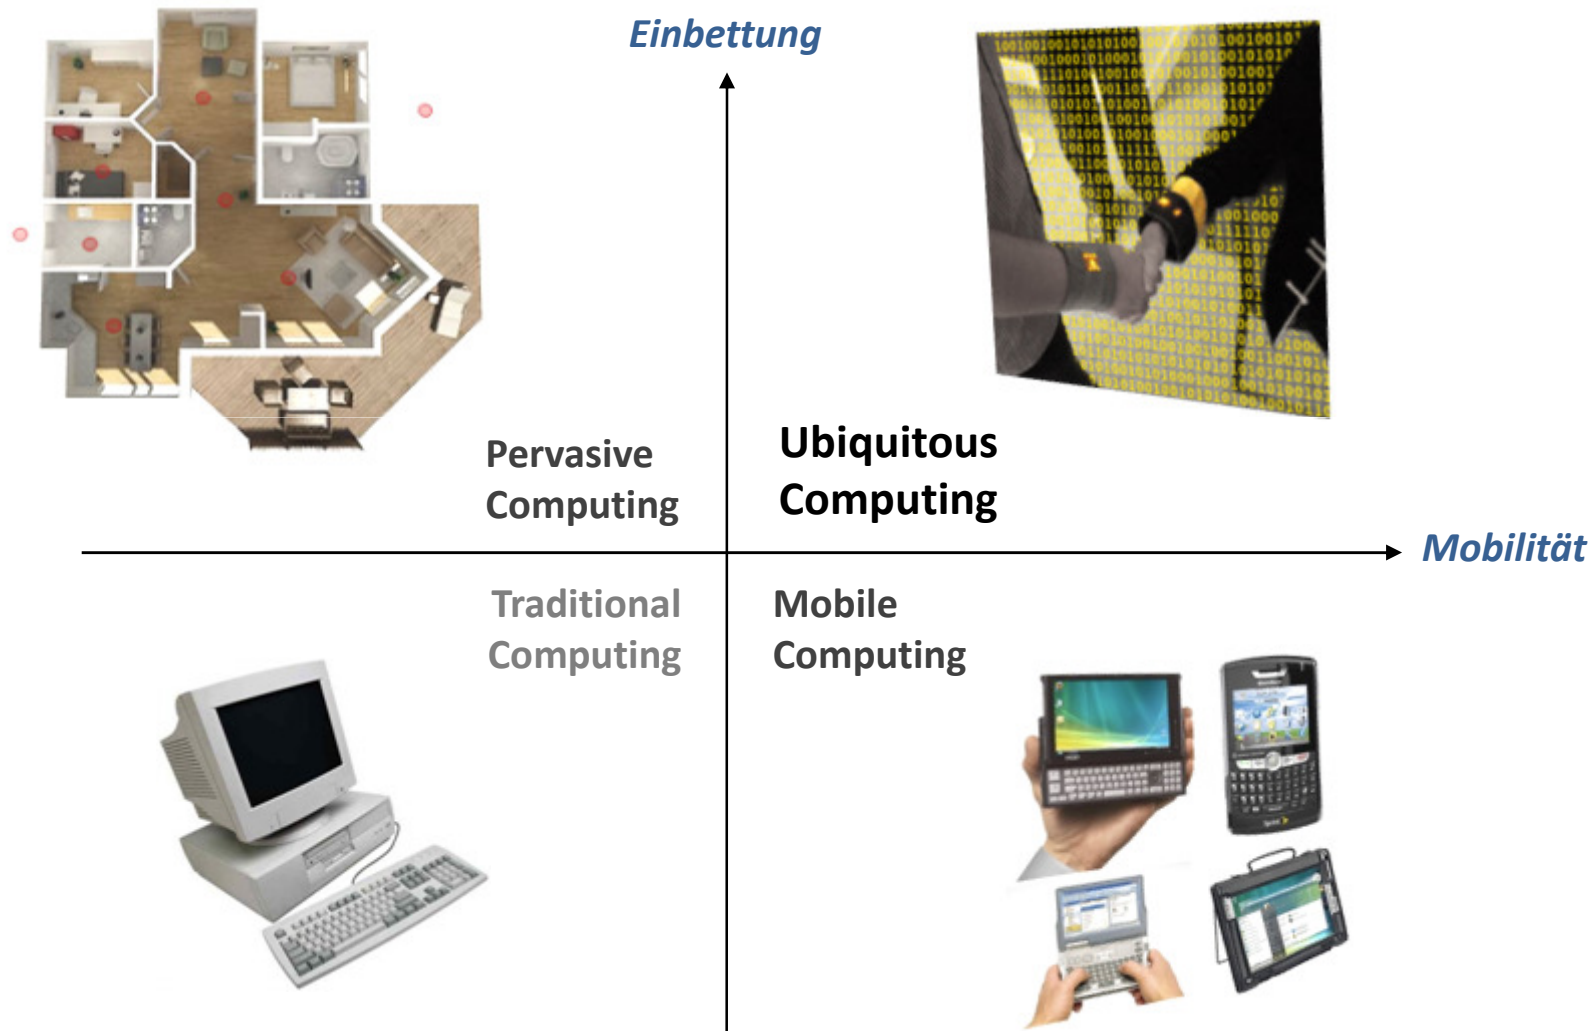 Einbettung
Pervasive
Computing
Ubiquitous
Computing
Mobilität
Traditional
Computing
Mobile
Computing